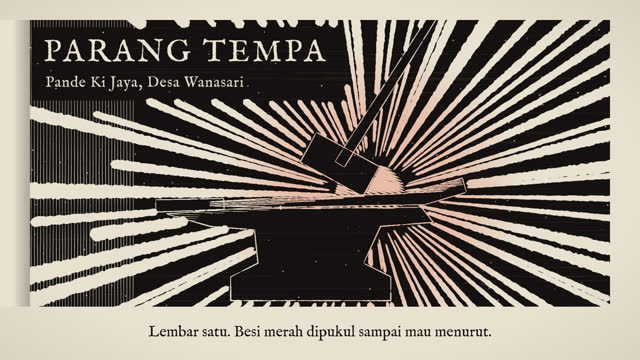 PARANG TEMPA
Pande Ki Jaya, Desa Wanasari
Lembar satu. Besi merah dipukul sampai mau menurut.